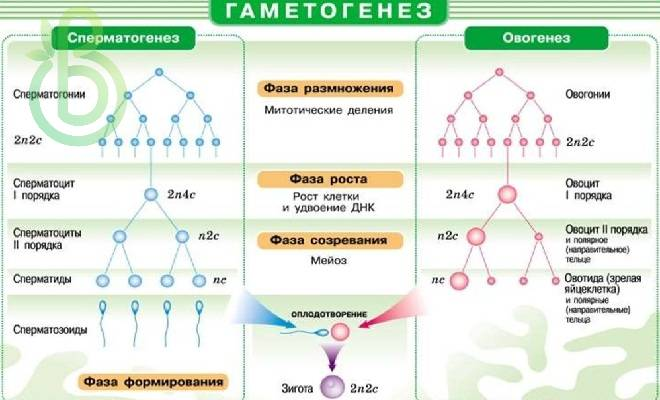 ГАМЕТОГЕНЕЗ
Сперматогенез
Овогенез
Сперматогонии
2n2c
Фаза размножения
Митотические деления
Овогонии
2n2c
Сперматоцит
I порядка
2n4c
Фаза роста
Рост клетки
и удвоение ДНК
2n4c
Овоцит
I порядка
Сперматоциты
II порядка
n2c
Фаза созревания
Мейоз
n2c
Овоцит II порядка
и полярное
(направительное)
тельце
Сперматиды
nc
nc
Овотида (зрелая
яйцеклетка)
и полярные
(направительные)
тельца
Сперматозоиды
ОПЛОДОТВОРЕНИЕ
Фаза формирования
Зигота
2n2c